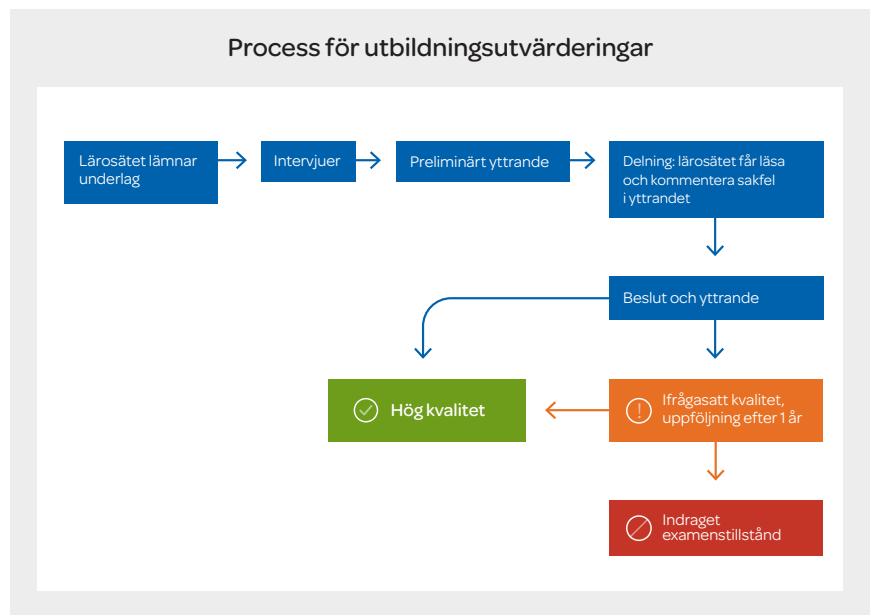 Process för utbildningsutvärderingar
Lärosätet lämnar
underlag
Intervjuer
Preliminärt yttrande
Delning: lärosätet får läsa
och kommentera sakfel
i yttrandet
Beslut och yttrande
Hög kvalitet
Ifrågasatt kvalitet,
uppföljning efter 1 år
Indraget
examenstillstånd